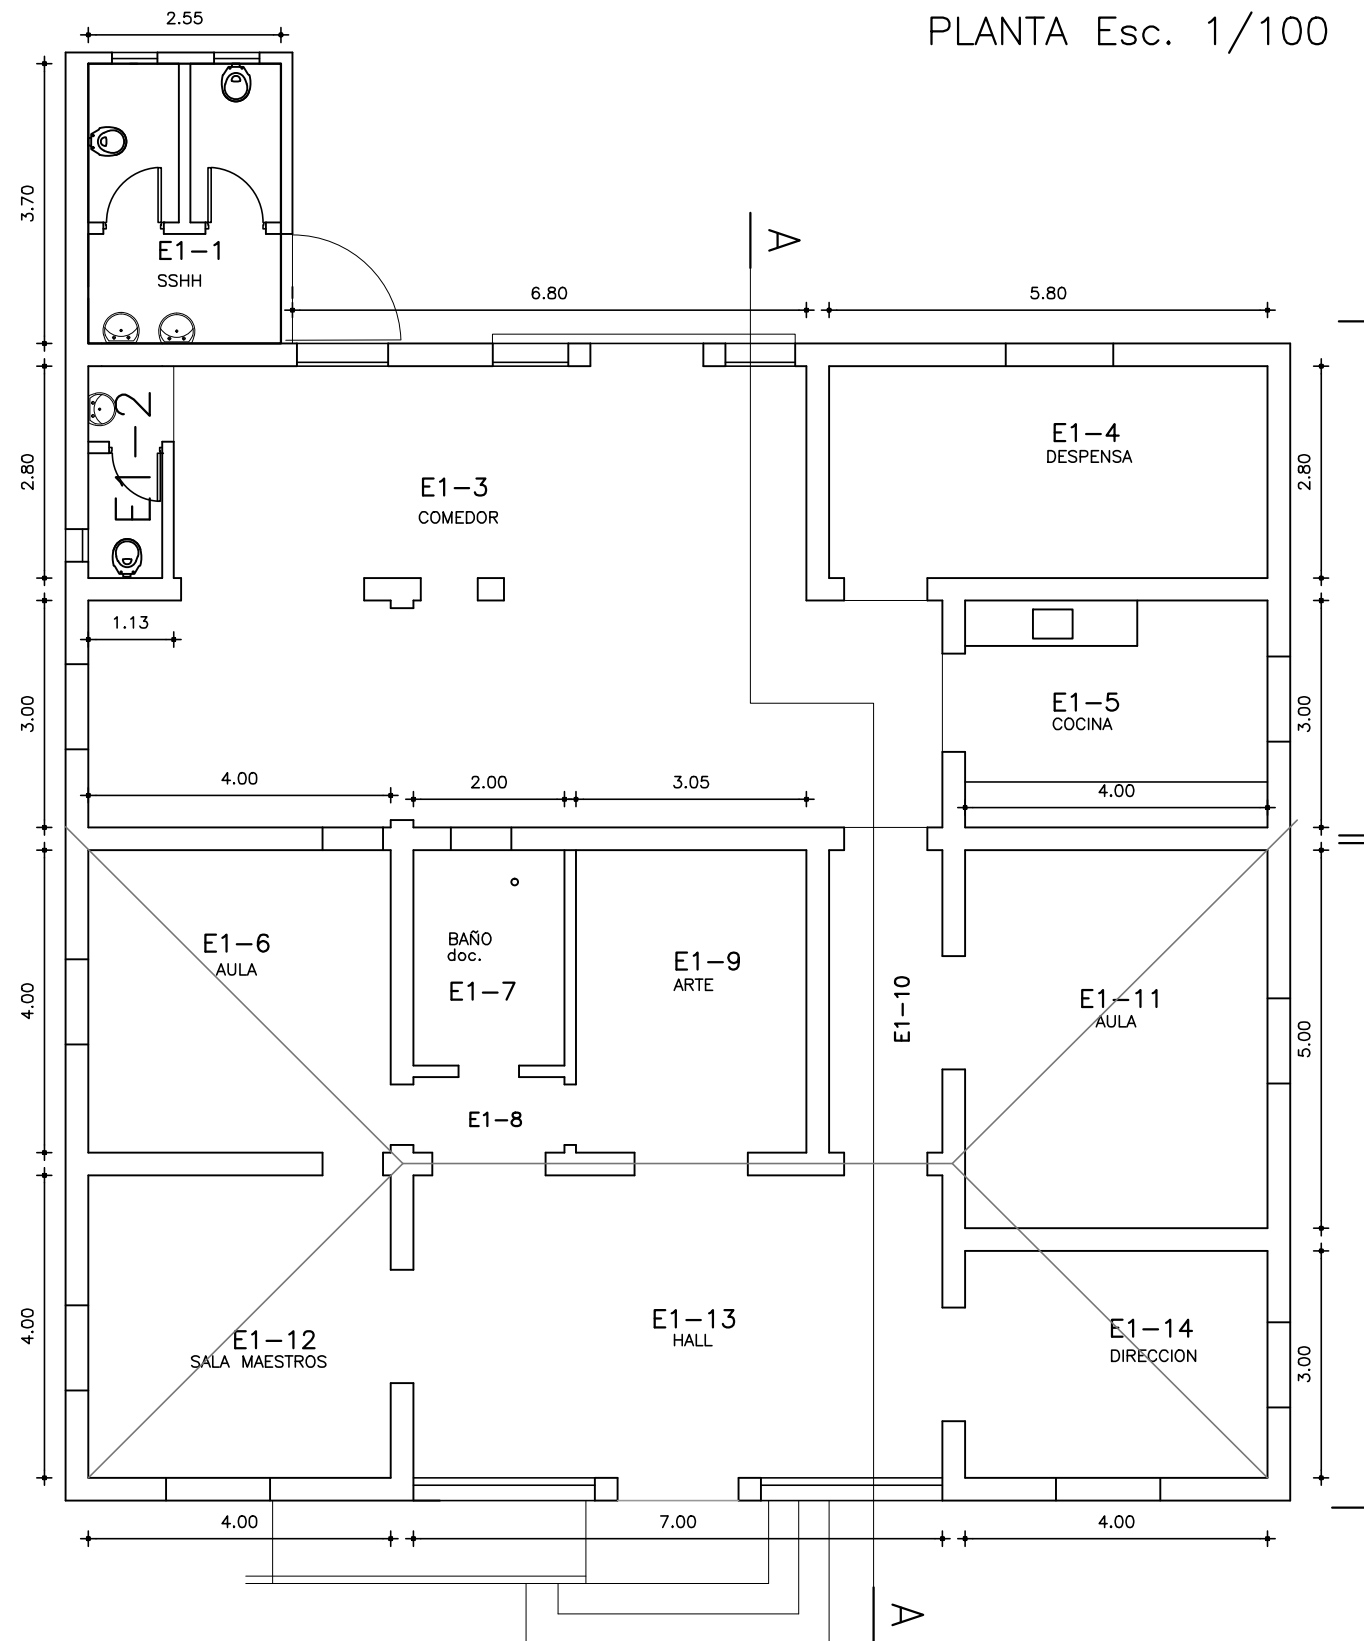 PLANTA Esc. 1/100
2.55
3.70
E1-1
SSHH
A
6.80
5.80
E1-2
2.80
E1-3
COMEDOR
E1-4
DESPENSA
2.80
1.13
3.00
E1-5
COCINA
3.00
4.00
2.00
3.05
4.00
E1-6
AULA
BAÑO
doc.
E1-7
E1-9
ARTE
E1-10
E1-11
AULA
4.00
5.00
E1-8
E1-12
SALA MAESTROS
E1-13
HALL
E1-14
DIRECCION
4.00
3.00
4.00
7.00
4.00
A